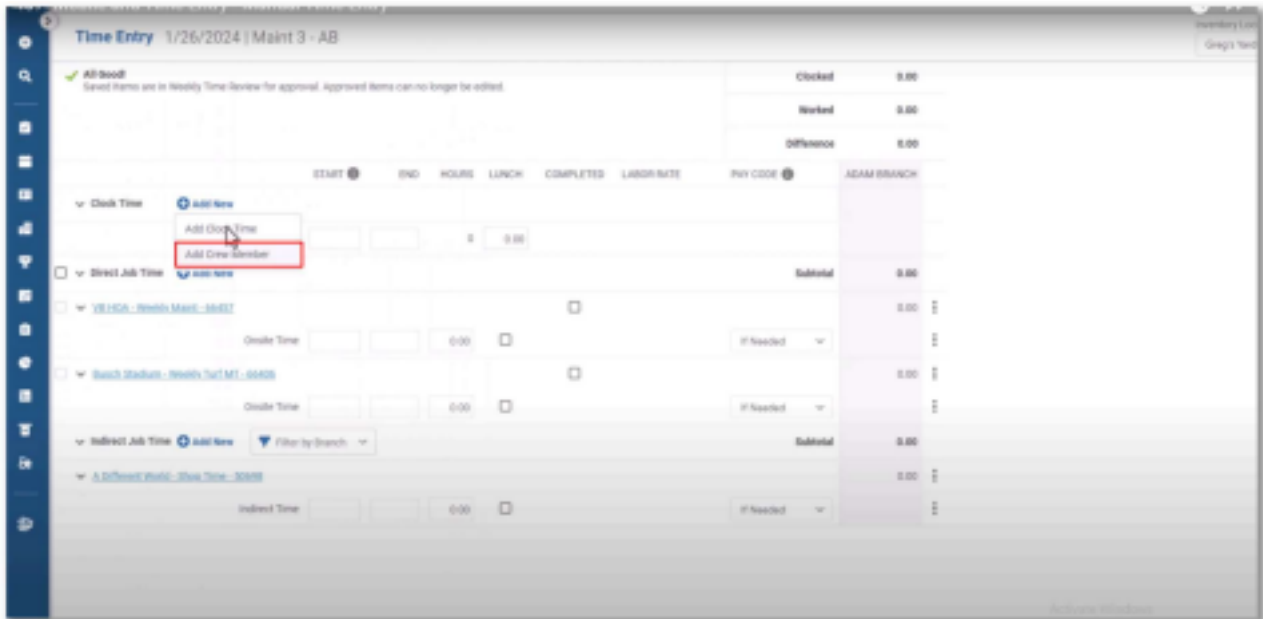 Time Entry 1/26/2024 | Maint 3 - AB
All Good!
Saved items are in Weekly Time Review for approval. Approved items can no longer be edited.
Clocked 0.00
Worked 0.00
Difference 0.00
START END HOURS LUNCH COMPLETED LABOR RATE PAY CODE ADAM BRANCH
Clock Time Add New
Add Clock Time
0 0.00
Add Crew Member
Direct Job Time Add New Subtotal 0.00
VB HOA - Weekly Maint - 66457 0.00
Onsite Time 0.00 If Needed
Busch Stadium - Weekly Turf MT - 66406 0.00
Onsite Time 0.00 If Needed
Indirect Job Time Add New Filter by Branch Subtotal 0.00
A Different World - Shop Time - 50698 0.00
Indirect Time 0.00 If Needed
Activate Windows